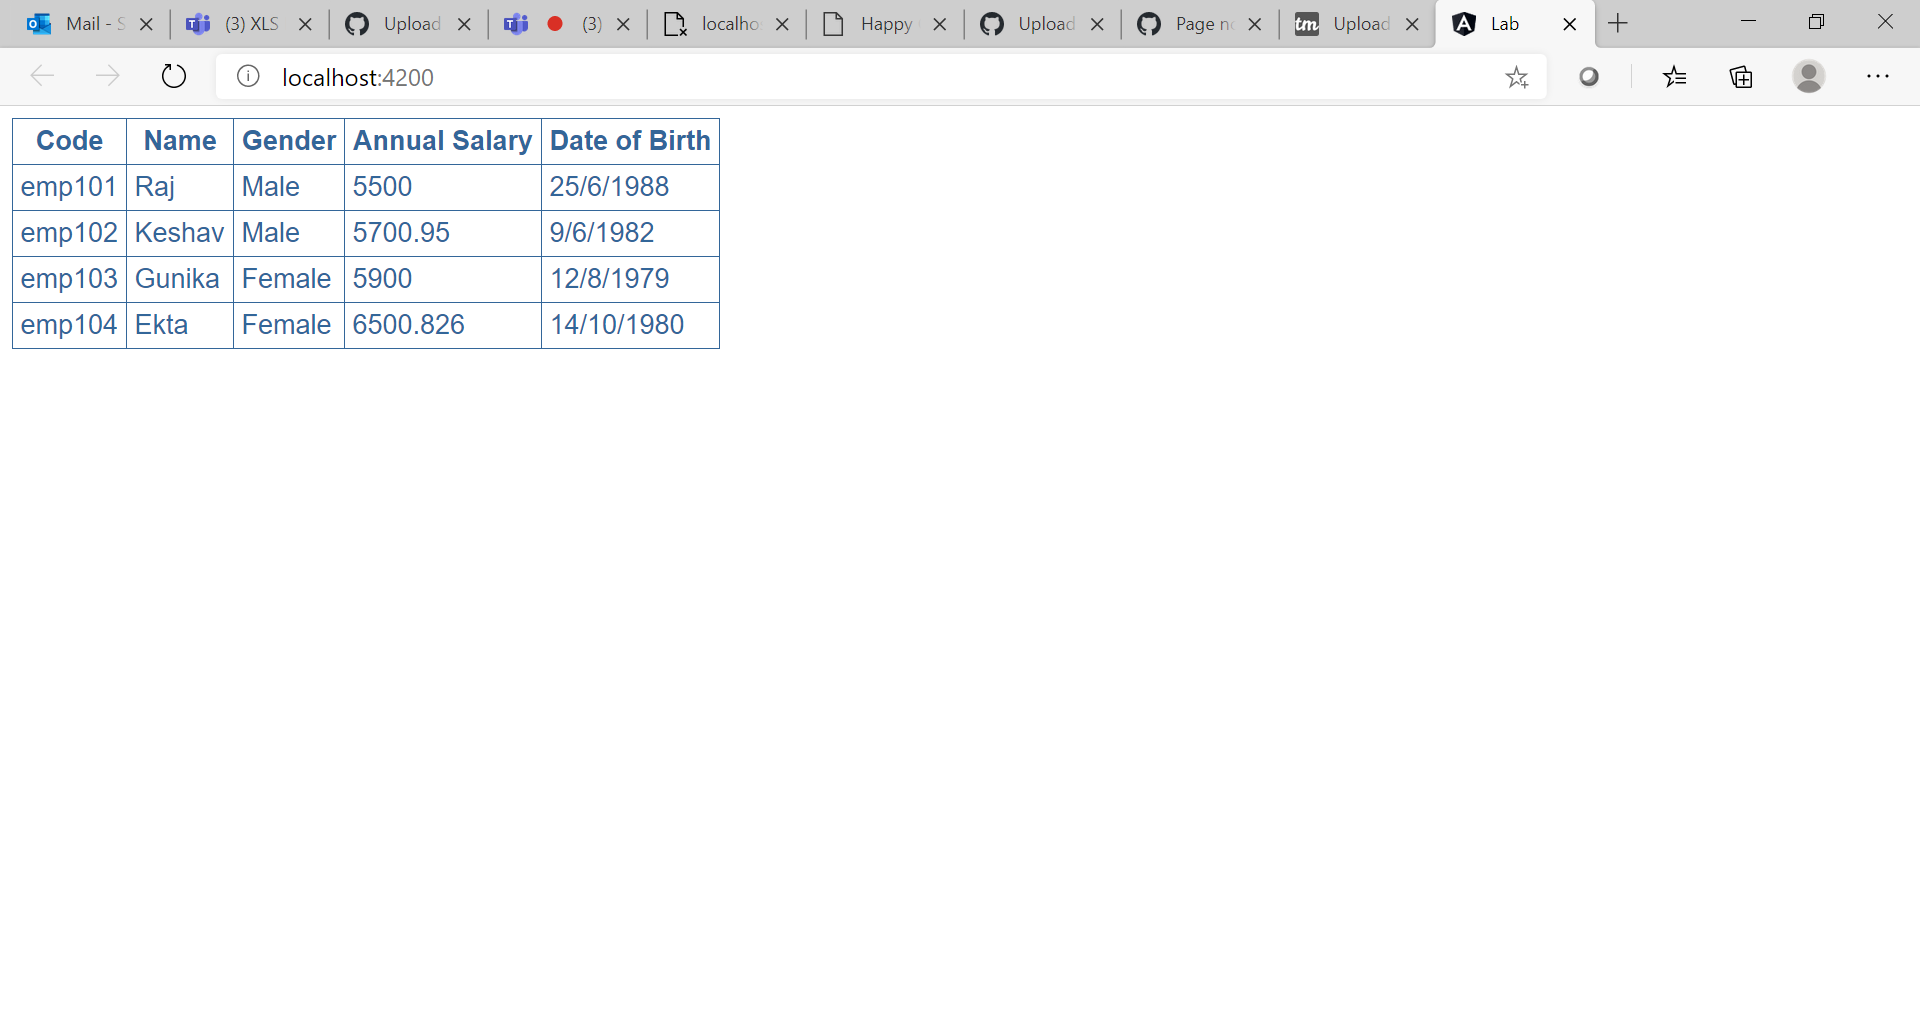 Mail - S (3) XLS Upload (3) localho Happy Upload Page n tm Upload Lab
localhost:4200
Code Name Gender Annual Salary Date of Birth
emp101 Raj Male 5500 25/6/1988
emp102 Keshav Male 5700.95 9/6/1982
emp103 Gunika Female 5900 12/8/1979
emp104 Ekta Female 6500.826 14/10/1980